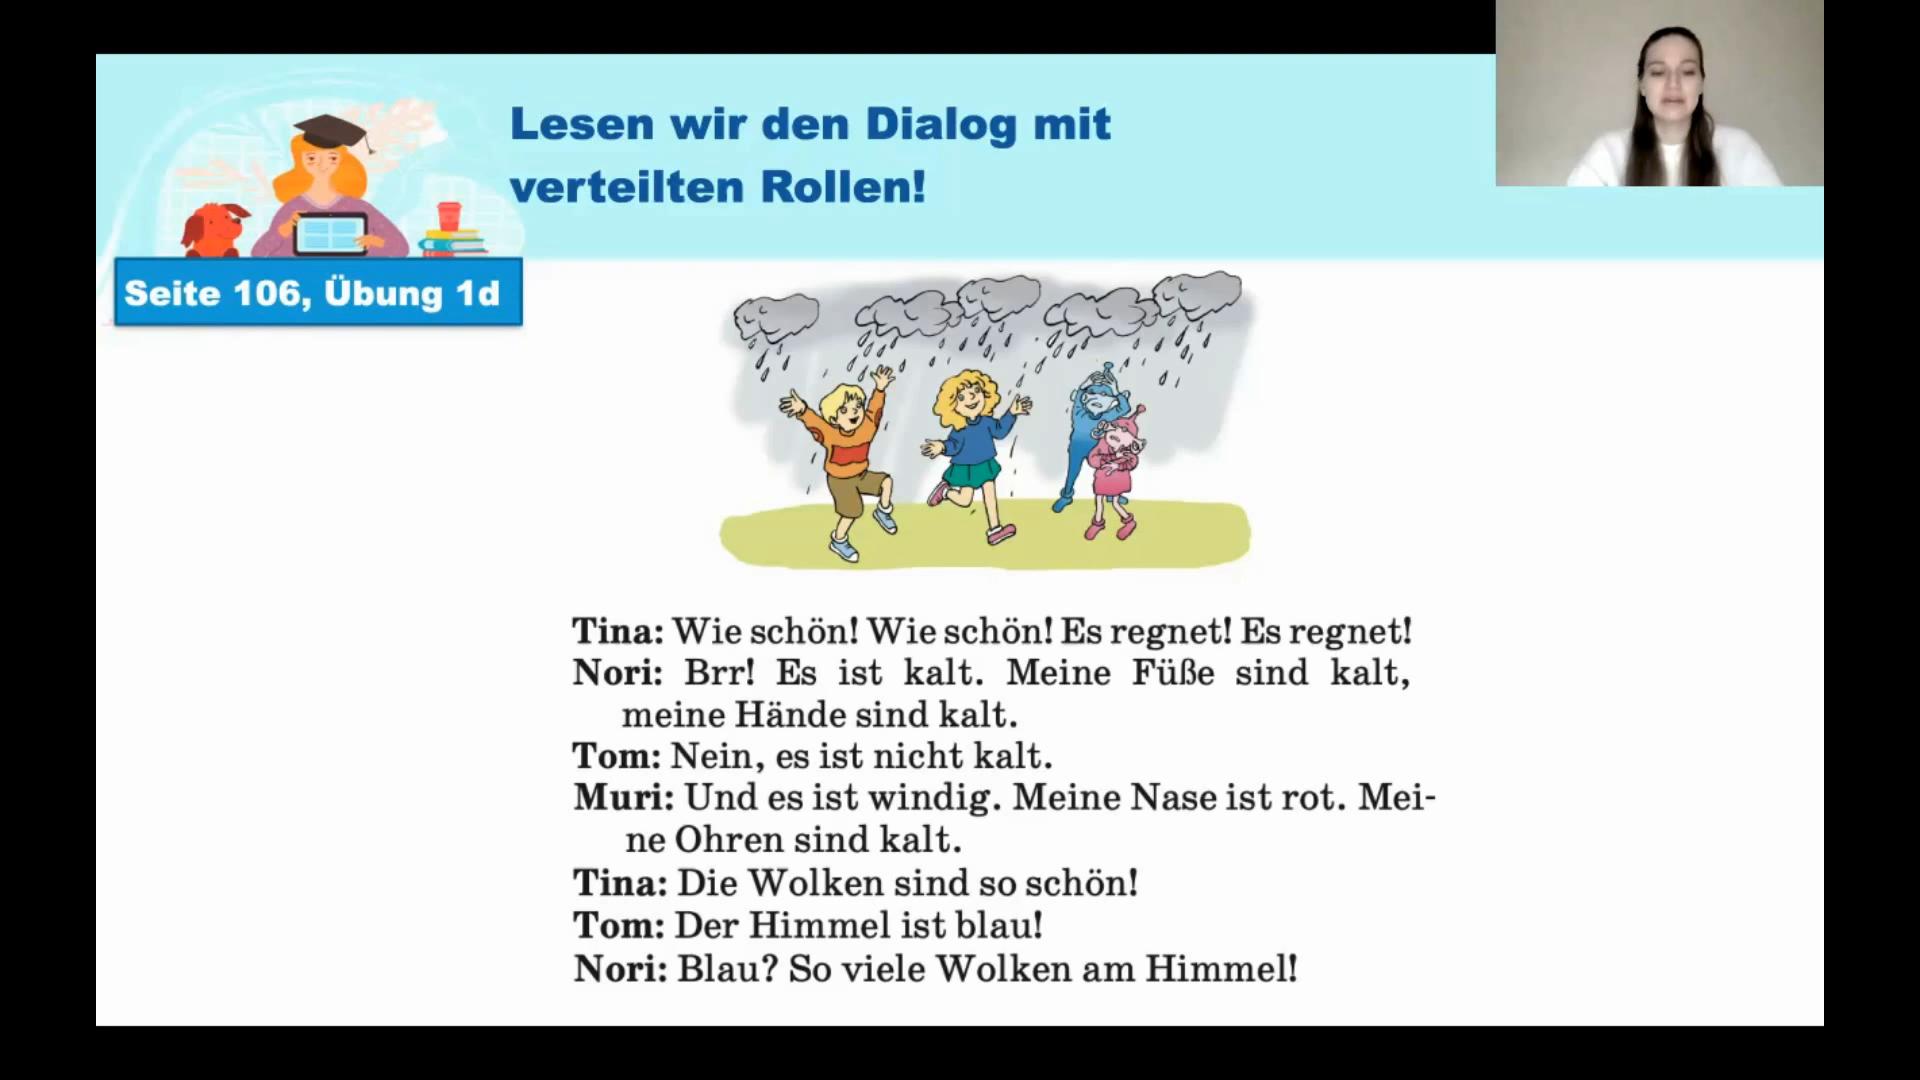 Lesen wir den Dialog mit
verteilten Rollen!
Seite 106, Übung 1d
Tina: Wie schön! Wie schön! Es regnet! Es regnet!
Nori: Brr! Es ist kalt. Meine Füße sind kalt,
meine Hände sind kalt.
Tom: Nein, es ist nicht kalt.
Muri: Und es ist windig. Meine Nase ist rot. Mei-
ne Ohren sind kalt.
Tina: Die Wolken sind so schön!
Tom: Der Himmel ist blau!
Nori: Blau? So viele Wolken am Himmel!